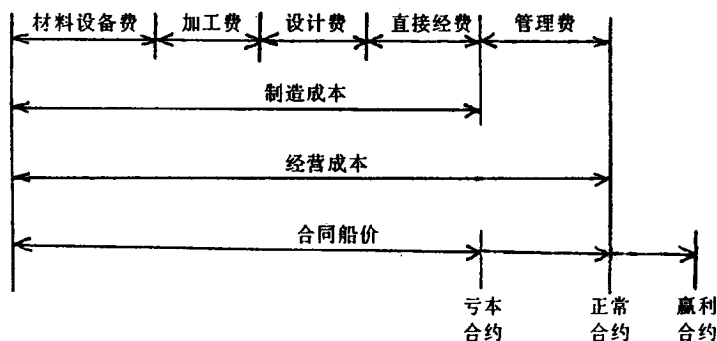 材料设备费 加工费 设计费 直接经费 管理费
制造成本
经营成本
合同船价
亏本 正常 赢利
合约 合约 合约